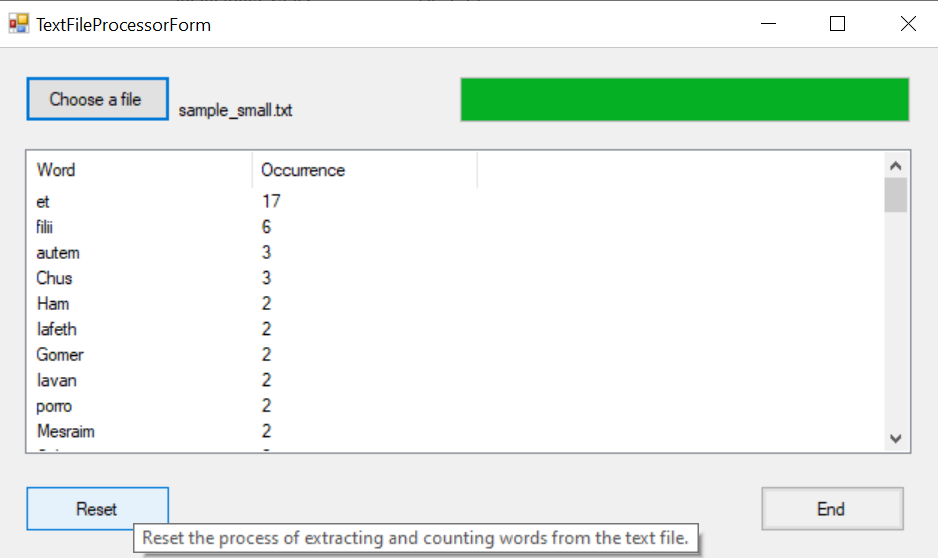 TextFileProcessorForm
Choose a file sample_small.txt
Word Occurrence
et 17
filii 6
autem 3
Chus 3
Ham 2
Iafeth 2
Gomer 2
Iavan 2
porro 2
Mesraim 2
Reset End
Reset the process of extracting and counting words from the text file.